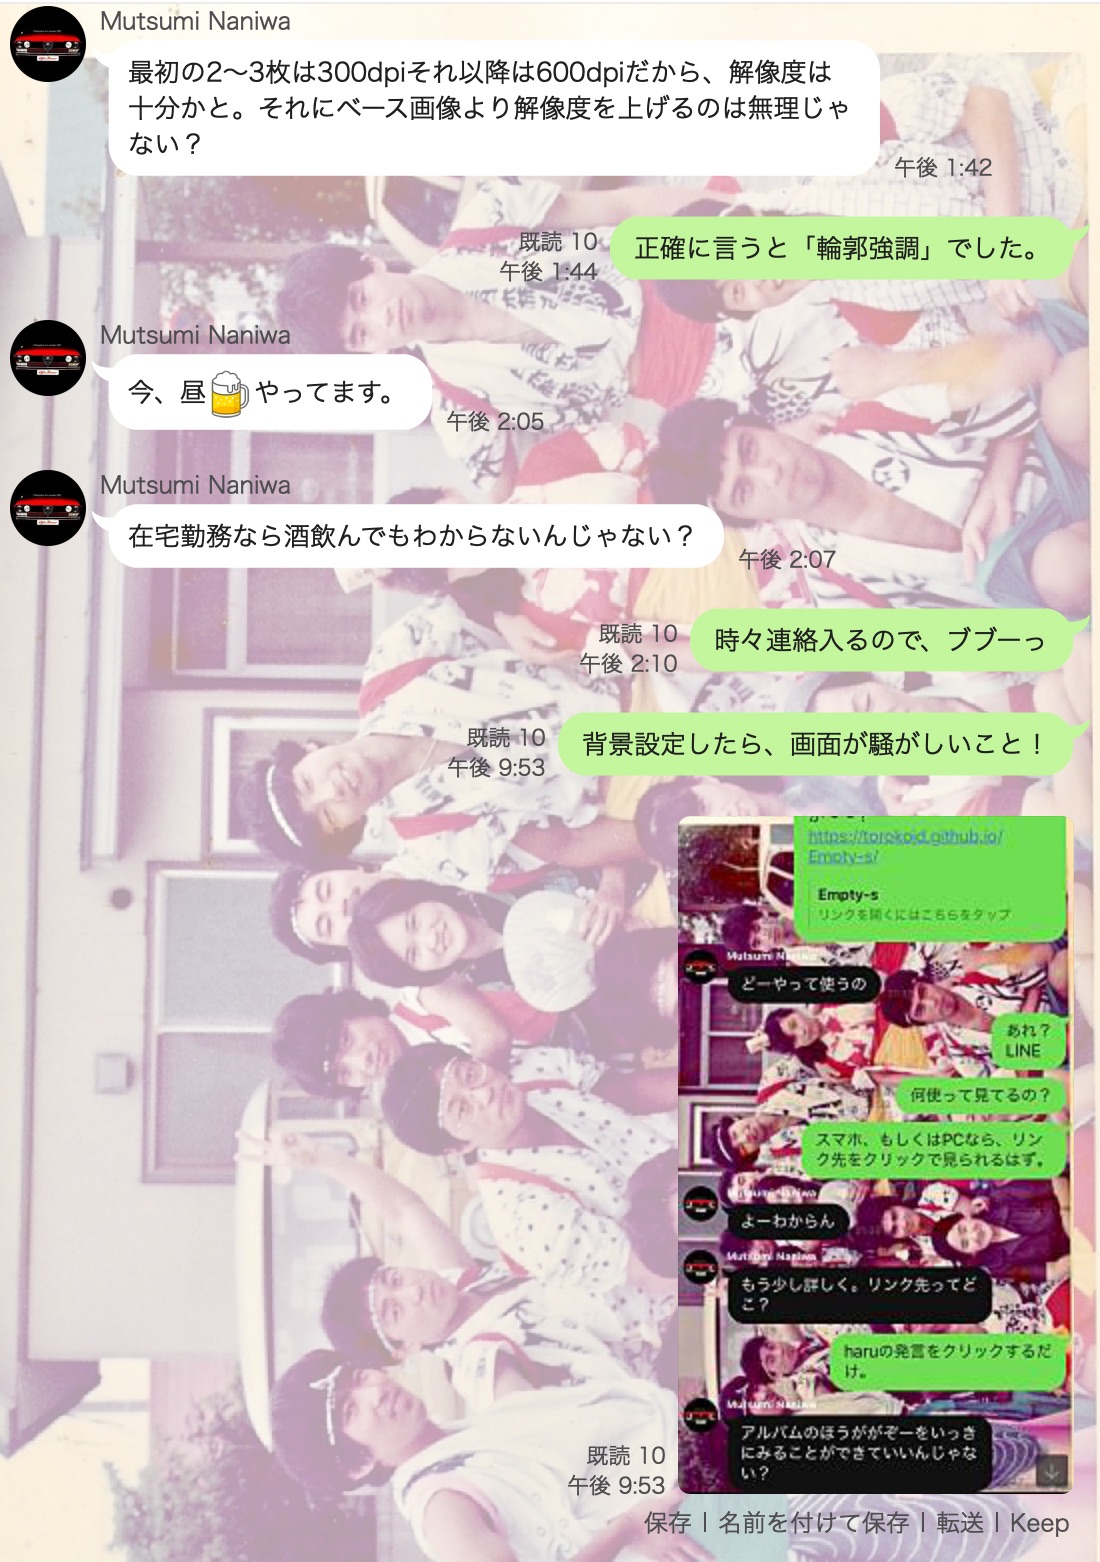 Mutsumi Naniwa
最初の2〜3枚は300dpiそれ以降は600dpiだから、解像度は
十分かと。それにベース画像より解像度を上げるのは無理じゃ
ない？
午後 1:42
既読 10
午後 1:44
正確に言うと「輪郭強調」でした。
Mutsumi Naniwa
今、昼🍺やってます。
午後 2:05
Mutsumi Naniwa
在宅勤務なら酒飲んでもわからないんじゃない？
午後 2:07
既読 10
午後 2:10
時々連絡入るので、ブブーっ
既読 10
午後 9:53
背景設定したら、画面が騒がしいこと！
https://torokoid.github.io/
Empty-s/
Empty-s
リンクを開くにはこちらをタップ
Mutsumi Naniwa
どーやって使うの
あれ？
LINE
何使って見てるの？
スマホ、もしくはPCなら、リン
ク先をクリックで見られるはず。
Mutsumi Naniwa
よーわからん
Mutsumi Naniwa
もう少し詳しく。リンク先ってど
こ？
haruの発言をクリックするだ
け。
Mutsumi Naniwa
アルバムのほうががぞーをいっき
にみることができていいんじゃな
い？
既読 10
午後 9:53
保存 | 名前を付けて保存 | 転送 | Keep